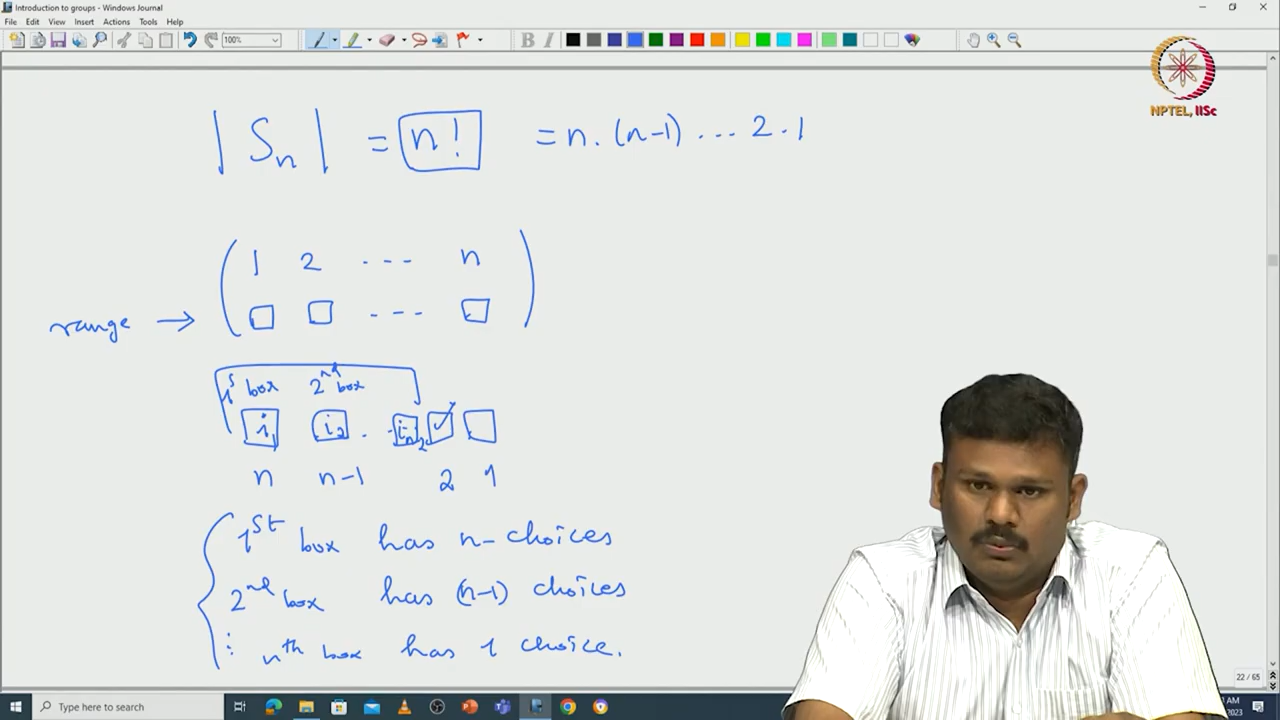 Introduction to groups - Windows Journal
File Edit View Insert Actions Tools Help
100%
NPTEL, IISc
| Sn | = n! = n. (n-1) ... 2.1
1 2 --- n
range → ---
1st box 2nd box
i1 i2 . . in-2 ✓
n n-1 2 1
1st box has n- choices
2nd box has (n-1) choices
⋮ nth box has 1 choice.
22 / 65
Type here to search
2023